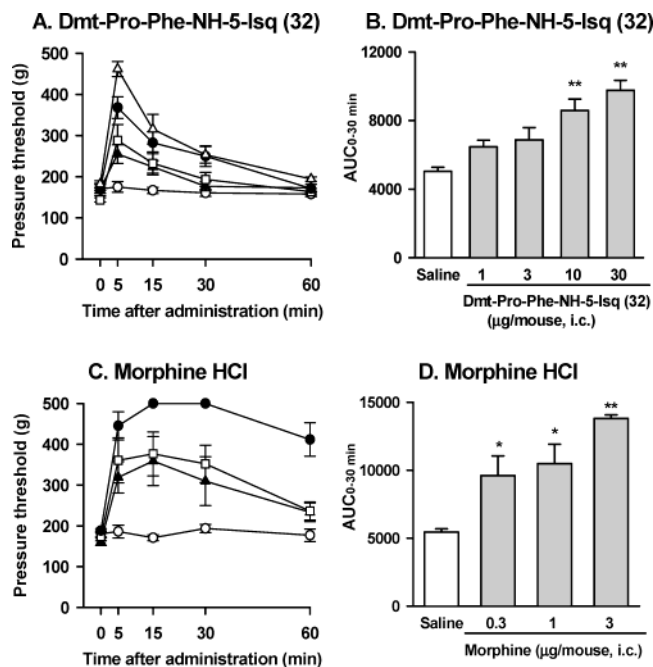 A. Dmt-Pro-Phe-NH-5-Isq (32)
Pressure threshold (g)
500
400
300
200
100
0
0 5 15 30 60
Time after administration (min)
B. Dmt-Pro-Phe-NH-5-Isq (32)
AUC0-30 min
12000
8000
4000
0
** **
Saline 1 3 10 30
Dmt-Pro-Phe-NH-5-Isq (32)
(μg/mouse, i.c.)
C. Morphine HCl
Pressure threshold (g)
500
400
300
200
100
0
0 5 15 30 60
Time after administration (min)
D. Morphine HCl
AUC0-30 min
15000
10000
5000
0
* * **
Saline 0.3 1 3
Morphine (μg/mouse, i.c.)